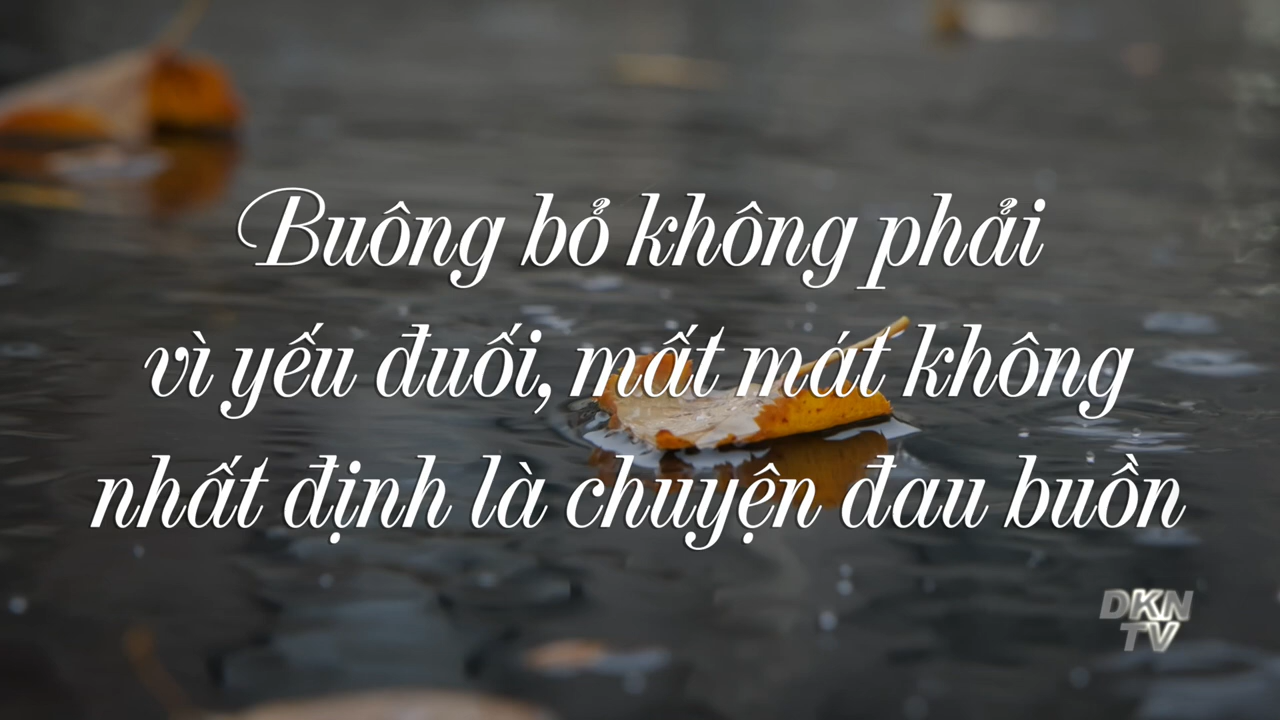 Buông bỏ không phải
vì yếu đuối, mất mát không
nhất định là chuyện đau buồn
DKN
TV